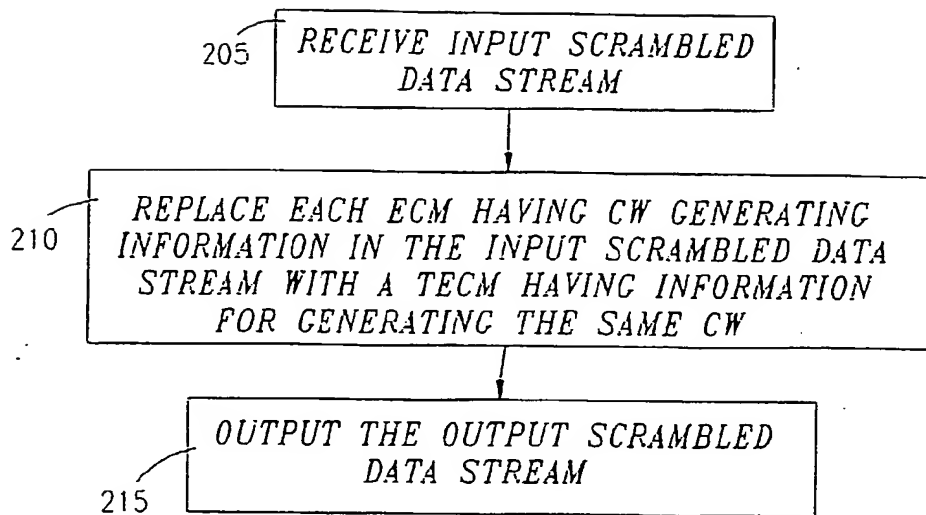 205
RECEIVE INPUT SCRAMBLED
DATA STREAM
210
REPLACE EACH ECM HAVING CW GENERATING
INFORMATION IN THE INPUT SCRAMBLED DATA
STREAM WITH A TECM HAVING INFORMATION
FOR GENERATING THE SAME CW
OUTPUT THE OUTPUT SCRAMBLED
DATA STREAM
215